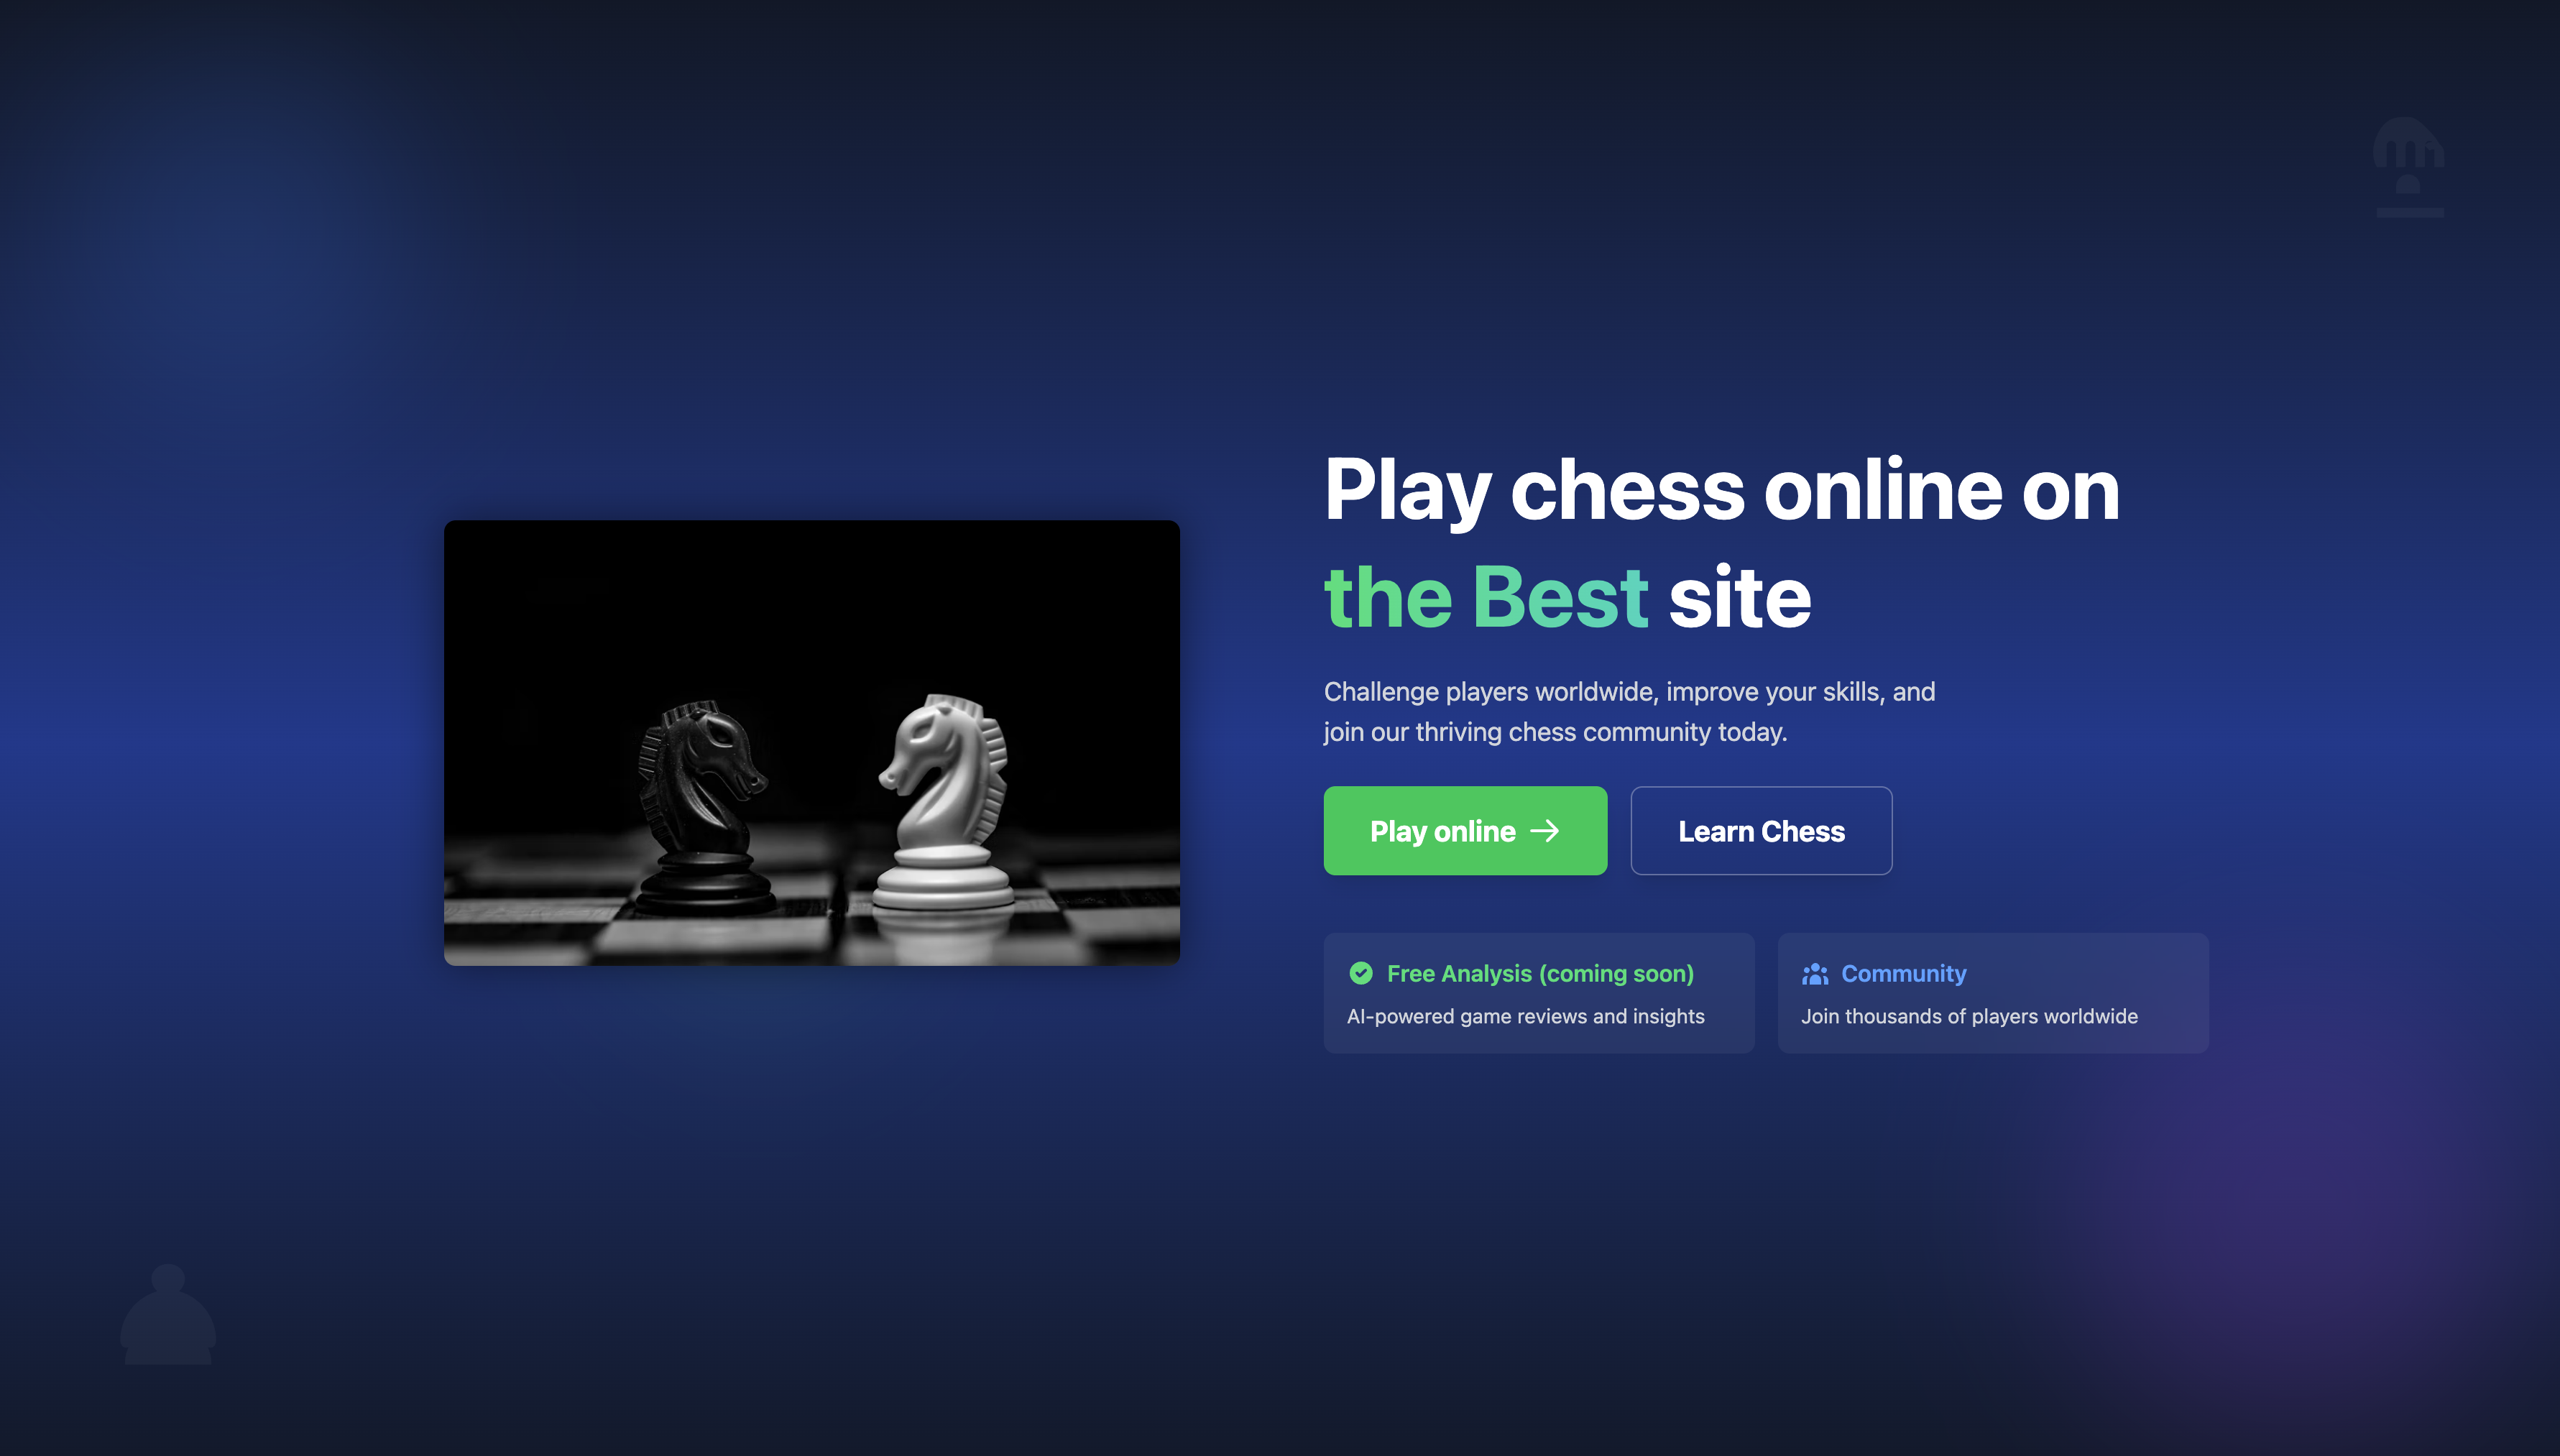 Play chess online on
the Best site
Challenge players worldwide, improve your skills, and
join our thriving chess community today.
Play online
Learn Chess
Free Analysis (coming soon)
AI-powered game reviews and insights
Community
Join thousands of players worldwide